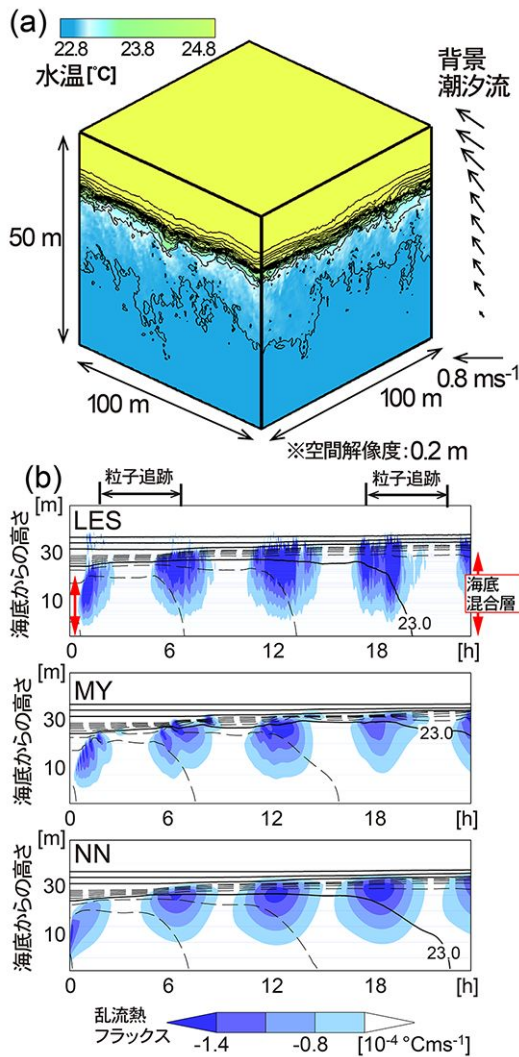 (a)
22.8 23.8 24.8
水温[℃]
背景
潮汐流
50 m
100 m
100 m
0.8 ms-1
※空間解像度:0.2 m
(b)
粒子追跡
粒子追跡
[m]
LES
海底からの高さ
30
10
海底
混合層
23.0
0 6 12 18 [h]
[m]
MY
海底からの高さ
30
10
23.0
0 6 12 18 [h]
[m]
NN
海底からの高さ
30
10
23.0
0 6 12 18 [h]
乱流熱
フラックス
-1.4 -0.8 [10-4 ℃ms-1]